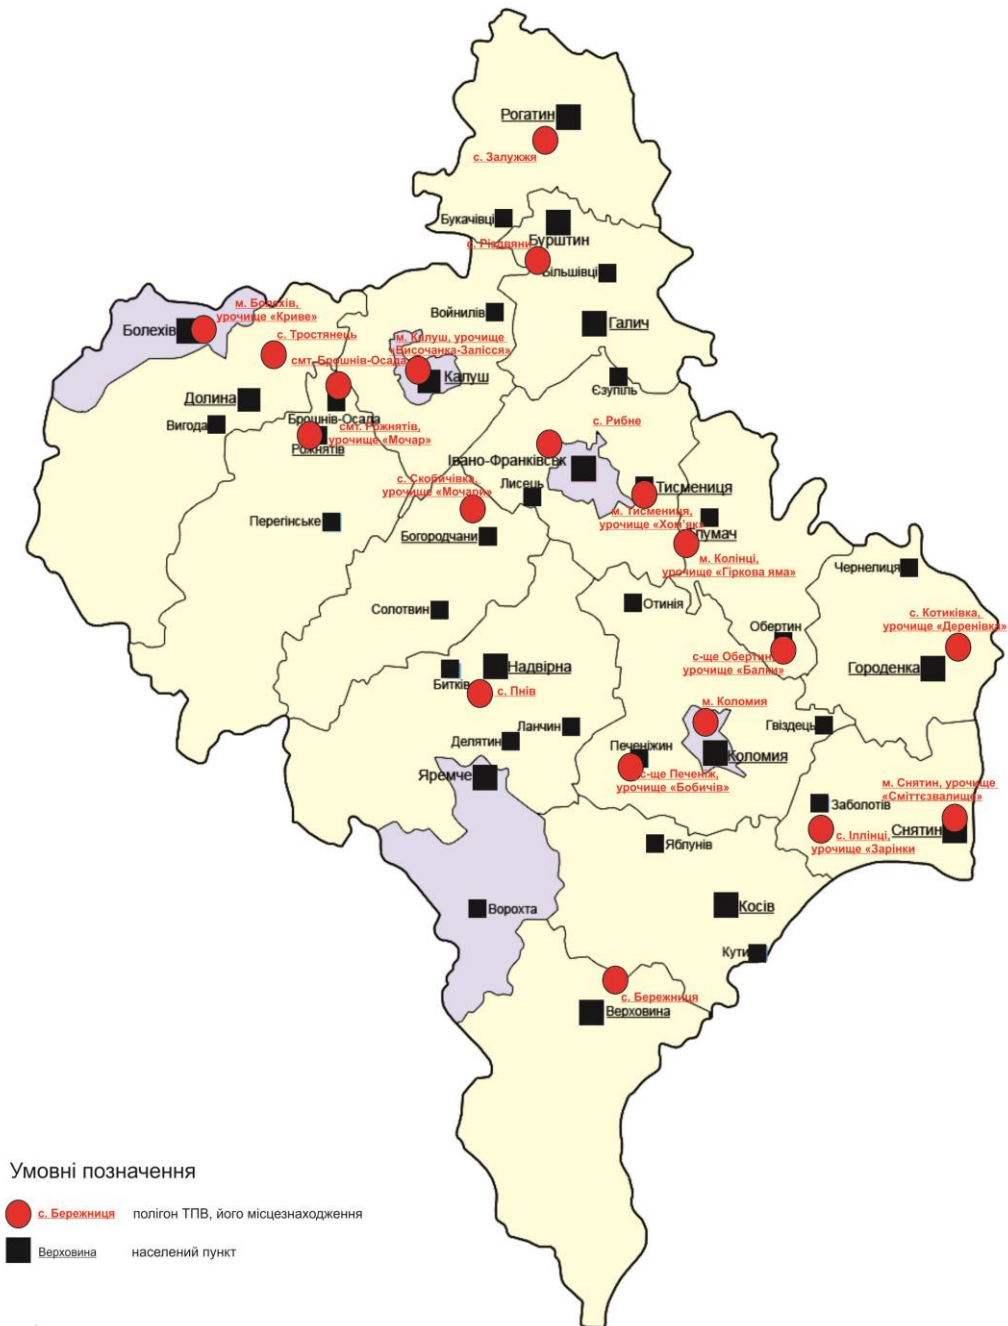 Рогатин
с. Залужжя
Букачівці
Бурштин
с. Різдвяни
Більшівці
Войнилів
Галич
м. Болехів,
урочище «Криве»
Болехів
с. Тростянець
м. Калуш, урочище
«Височанка-Залісся»
смт. Брошнів-Осада
Калуш
Єзупіль
Долина
Вигода
Брошнів-Осада
смт. Рожнятів,
урочище «Мочар»
Рожнятів
с. Рибне
Івано-Франківськ
с. Скобичівка,
урочище «Мочари»
Лисець
Тисмениця
м. Тисмениця,
урочище «Хом'як»
Перегінське
Богородчани
м. Колінці,
урочище «Гіркова яма»
Чернелиця
Солотвин
Отинія
с. Котиківка,
урочище «Деренівка»
Обертин
с-ще Обертин,
урочище «Балки»
Городенка
Надвірна
Битків
с. Пнів
м. Коломия
Гвіздець
Ланчин
Делятин
Печеніжин
Коломия
Яремче
с-ще Печеніж,
урочище «Бобичів»
м. Снятин, урочище
«Сміттєзвалище»
Заболотів
Снятин
с. Іллінці,
урочище «Зарінки
Яблунів
Косів
Ворохта
Кути
с. Бережниця
Верховина
Умовні позначення
с. Бережниця полігон ТПВ, його місцезнаходження
Верховина населений пункт